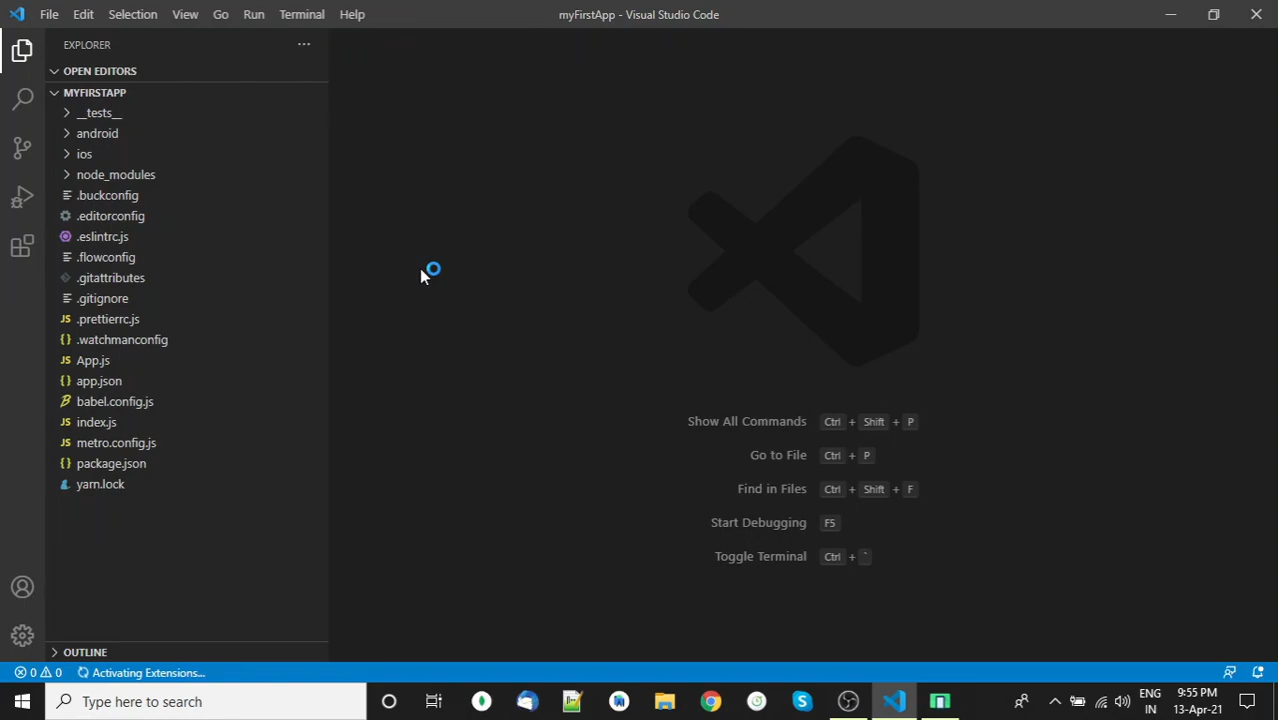 File Edit Selection View Go Run Terminal Help myFirstApp - Visual Studio Code
EXPLORER ···
OPEN EDITORS
MYFIRSTAPP
__tests__
android
ios
node_modules
.buckconfig
.editorconfig
.eslintrc.js
.flowconfig
.gitattributes
.gitignore
JS .prettierrc.js
{} .watchmanconfig
JS App.js
{} app.json
babel.config.js
JS index.js
JS metro.config.js
{} package.json
yarn.lock
Show All Commands Ctrl + Shift + P
Go to File Ctrl + P
Find in Files Ctrl + Shift + F
Start Debugging F5
Toggle Terminal Ctrl + `
OUTLINE
0 0 Activating Extensions...
Type here to search
ENG 9:55 PM
IN 13-Apr-21